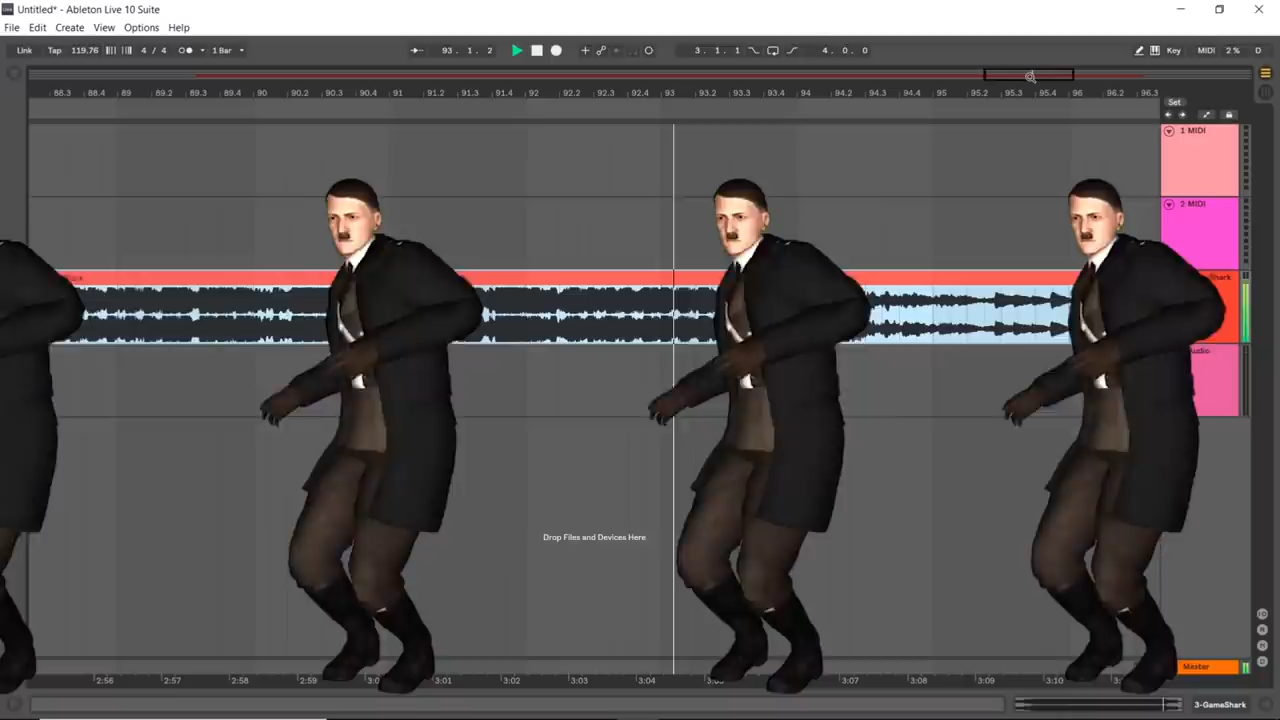 Untitled* - Ableton Live 10 Suite
File Edit Create View Options Help
Link Tap 119.76 4 / 4 1 Bar 93. 1. 2 3. 1. 1 4. 0. 0 Key MIDI 2 % D
88.3 88.4 89 89.2 89.3 89.4 90 90.2 90.3 90.4 91 91.2 91.3 91.4 92 92.2 92.3 92.4 93 93.2 93.3 93.4 94 94.2 94.3 94.4 95 95.2 95.3 95.4 96 96.2 96.3
Set
1 MIDI
2 MIDI
Drop Files and Devices Here
Master
2:56 2:57 2:58 2:59 3:01 3:02 3:03 3:04 3:07 3:08 3:09 3:10
3-GameShark